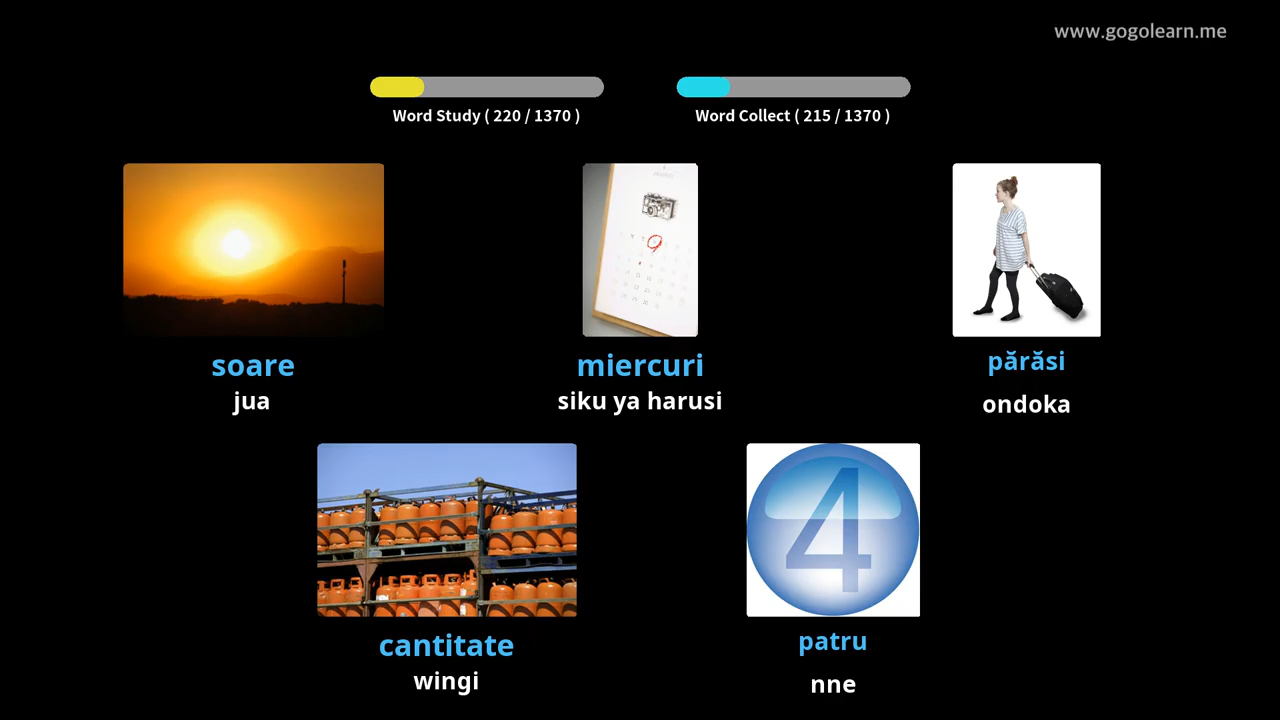 www.gogolearn.me
Word Study ( 220 / 1370 )
Word Collect ( 215 / 1370 )
soare
jua
miercuri
siku ya harusi
părăsi
ondoka
4
cantitate
wingi
patru
nne